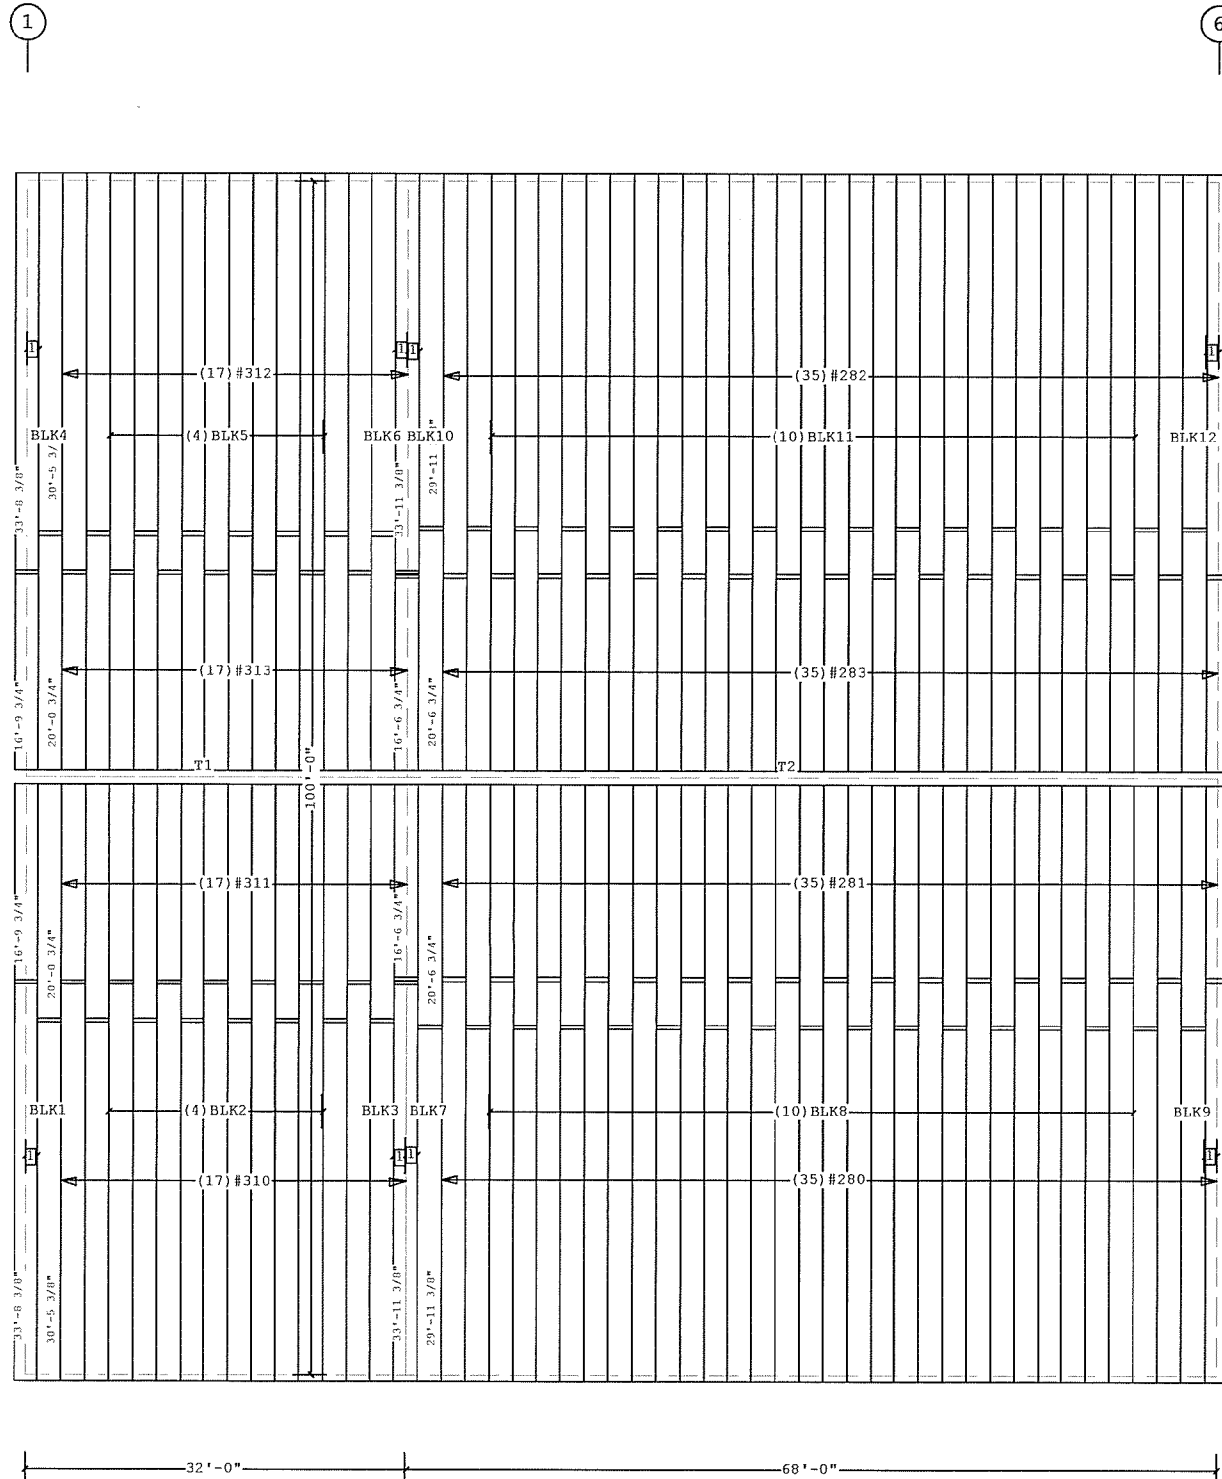 1
6
1
1
1
1
(17)#312
(35)#282
BLK4
(4)BLK5
BLK6
BLK10
(10)BLK11
BLK12
33'-8 3/8"
30'-5 3/
33'-11 3/8"
29'-11
(17)#313
(35)#283
16'-9 3/4"
20'-0 3/4"
16'-6 3/4"
20'-6 3/4"
T1
T2
100'-0"
(17)#311
(35)#281
16'-9 3/4"
20'-0 3/4"
16'-6 3/4"
20'-6 3/4"
BLK1
(4)BLK2
BLK3
BLK7
(10)BLK8
BLK9
1
1
1
1
(17)#310
(35)#280
33'-8 3/8"
30'-5 3/8"
33'-11 3/8"
29'-11 3/8"
32'-0"
68'-0"